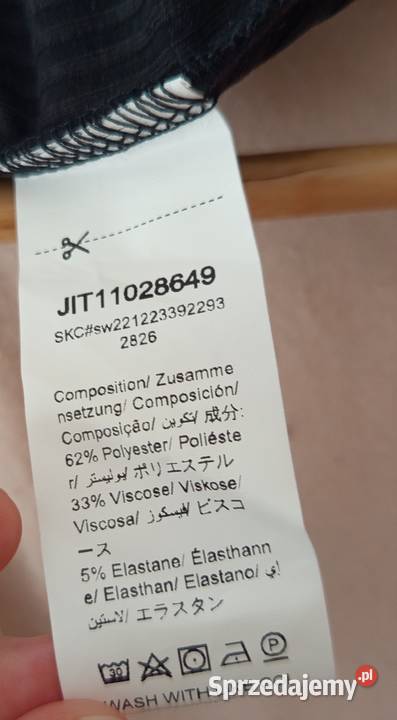 JIT11028649
SKC#sw221223392293
2826
Composition/ Zusamme
nsetzung/ Composición/
Composição/ تكوين/ 成分:
62% Polyester/ Poliéste
r/ بوليستر/ ポリエステル
33% Viscose/ Viskose/
Viscosa/ فيسكوز/ ビスコ
ース
5% Elastane/ Élasthann
e/ Elasthan/ Elastano/ إي
لاستين/ エラスタン
30
P
WASH WITH
Sprzedajemy.pl